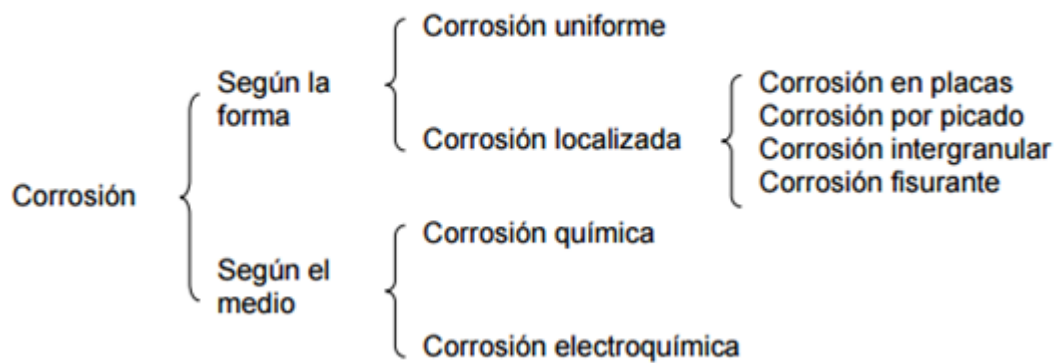 Corrosión
Según la
forma
Corrosión uniforme
Corrosión localizada
Corrosión en placas
Corrosión por picado
Corrosión intergranular
Corrosión fisurante
Según el
medio
Corrosión química
Corrosión electroquímica